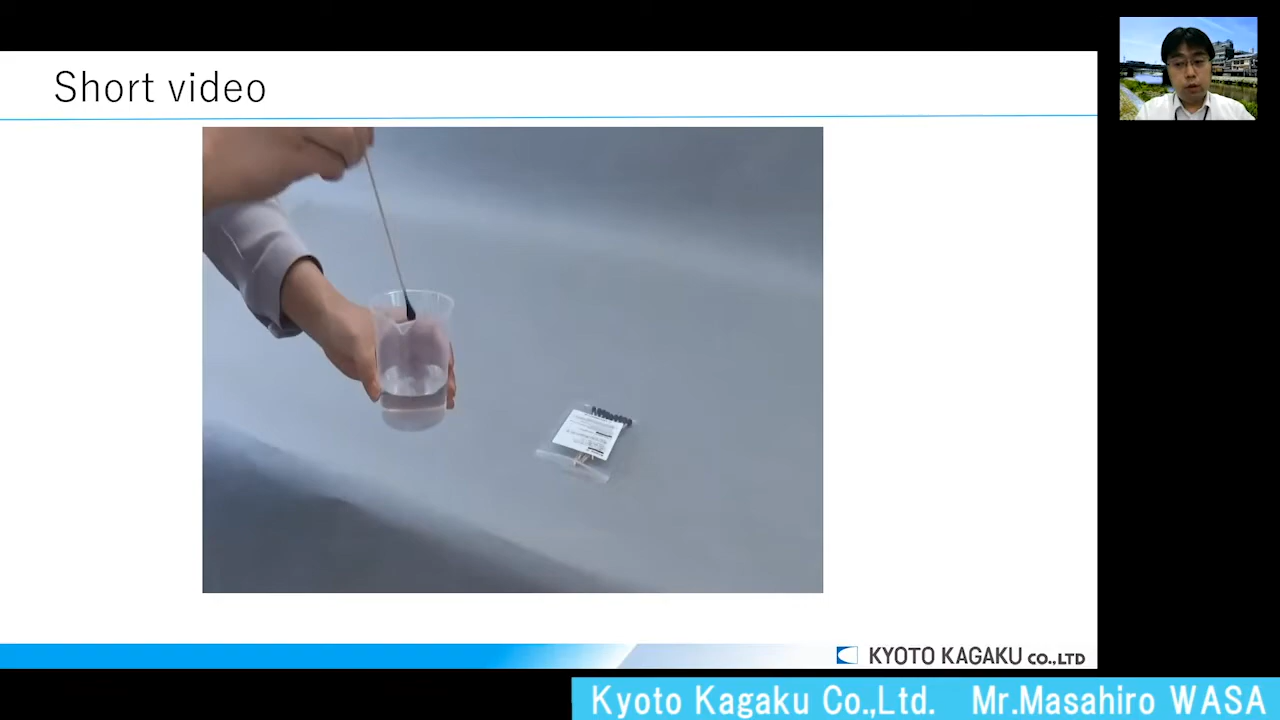 Short video
KYOTO KAGAKU CO.,LTD
Kyoto Kagaku Co.,Ltd. Mr.Masahiro WASA